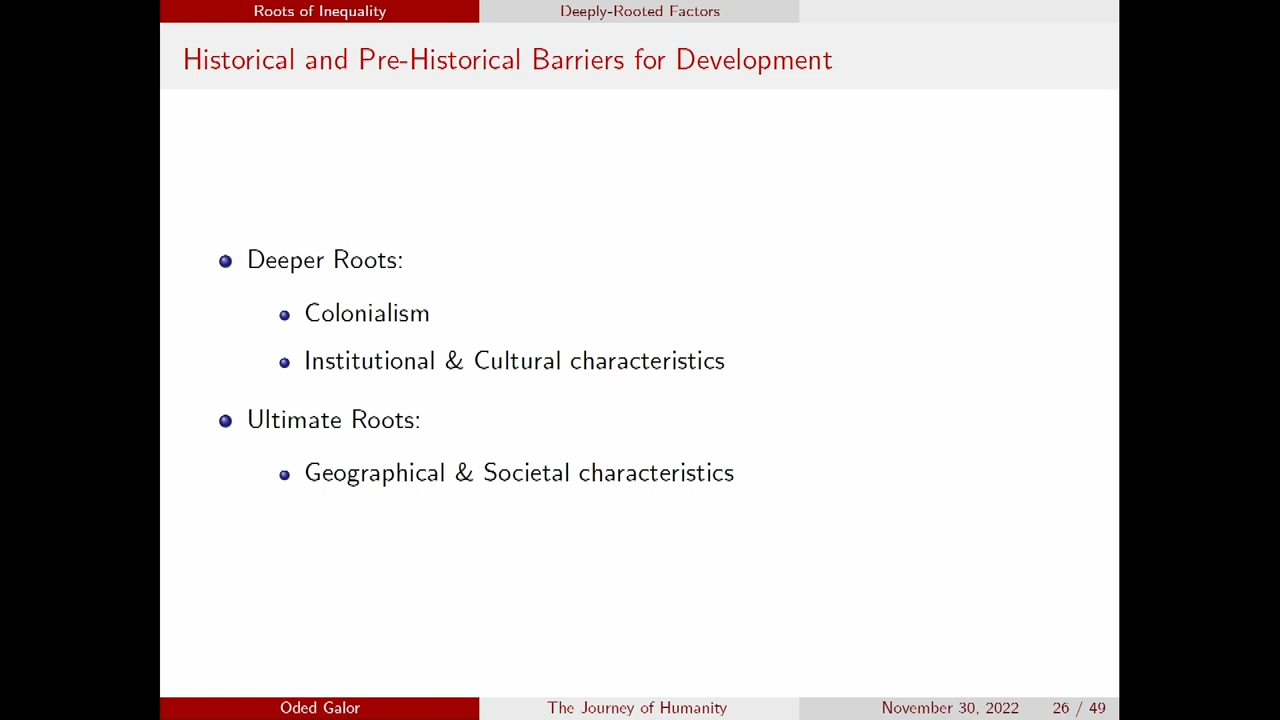 Roots of Inequality
Deeply-Rooted Factors
Historical and Pre-Historical Barriers for Development
Deeper Roots:
Colonialism
Institutional & Cultural characteristics
Ultimate Roots:
Geographical & Societal characteristics
Oded Galor
The Journey of Humanity
November 30, 2022
26 / 49